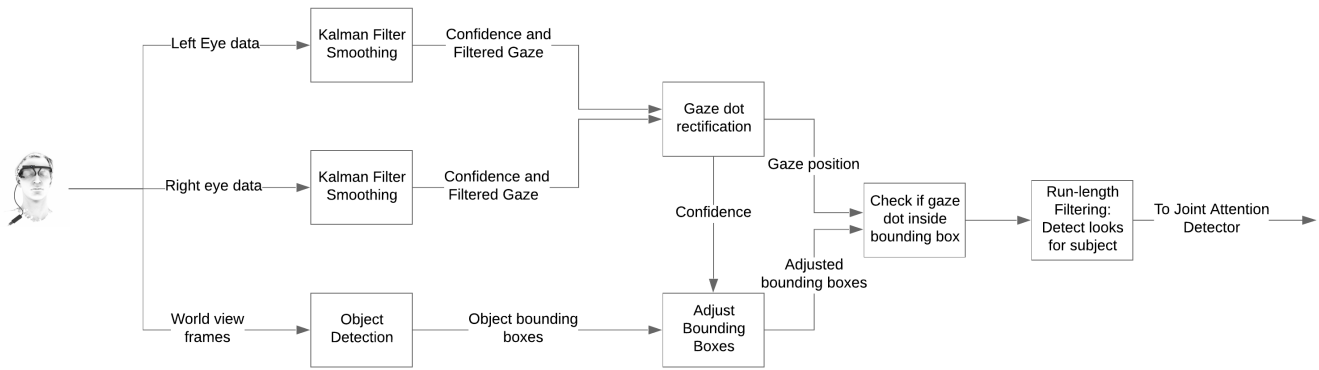 Left Eye data
Kalman Filter
Smoothing
Confidence and
Filtered Gaze
Right eye data
Kalman Filter
Smoothing
Confidence and
Filtered Gaze
World view
frames
Object
Detection
Object bounding
boxes
Gaze dot
rectification
Gaze position
Confidence
Adjust
Bounding
Boxes
Adjusted
bounding boxes
Check if gaze
dot inside
bounding box
Run-length
Filtering:
Detect looks
for subject
To Joint Attention
Detector